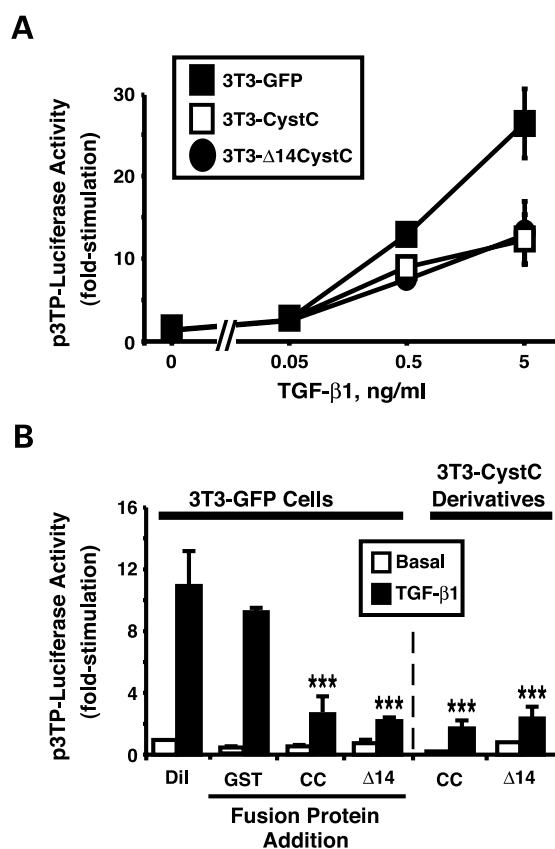 A
3T3-GFP
3T3-CystC
3T3-Δ14CystC
p3TP-Luciferase Activity
(fold-stimulation)
30
20
10
0
0
0.05
0.5
5
TGF-β1, ng/ml
B
3T3-GFP Cells
3T3-CystC
Derivatives
p3TP-Luciferase Activity
(fold-stimulation)
16
12
8
4
0
Basal
TGF-β1
***
***
***
***
Dil
GST
CC
Δ14
CC
Δ14
Fusion Protein
Addition